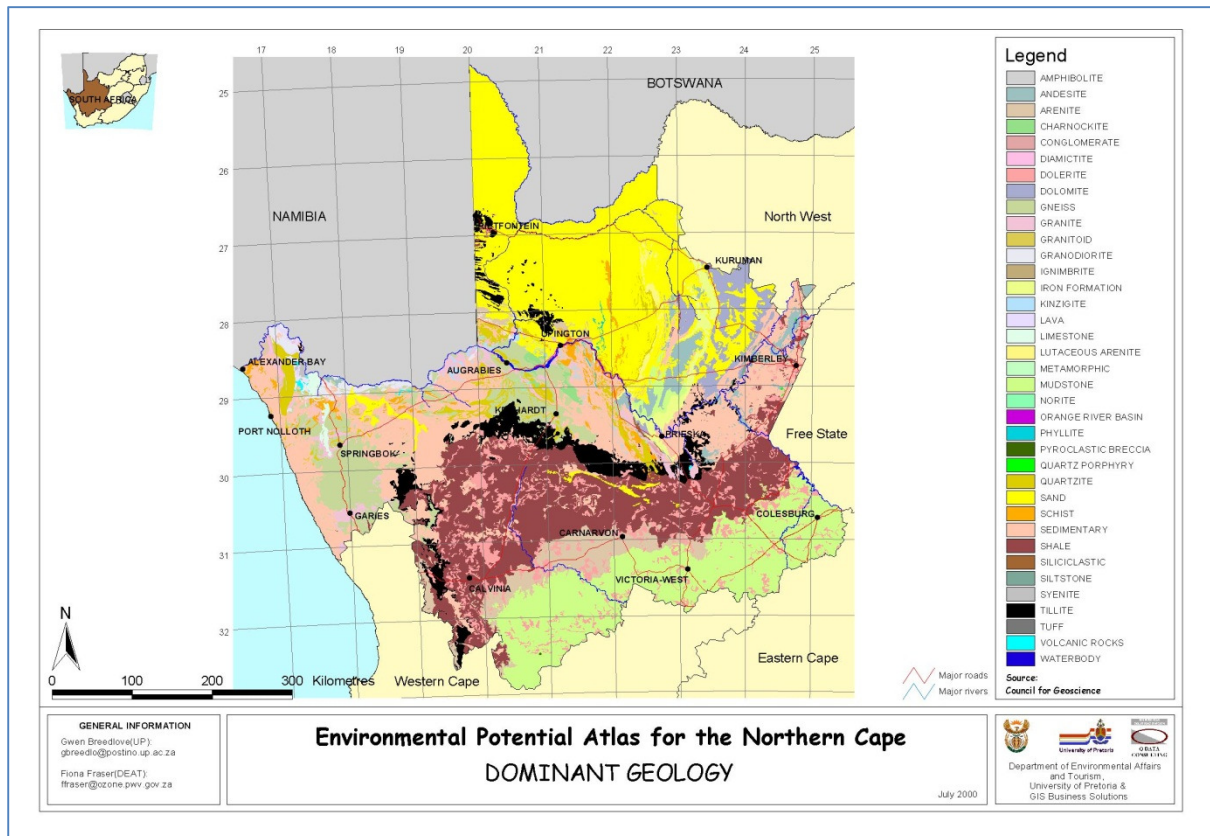 17 18 19 20 21 22 23 24 25
25
26
27
28
29
30
31
32
SOUTH AFRICA
BOTSWANA
NAMIBIA
North West
KURUMAN
UPINGTON
ALEXANDER BAY
AUGRABIES
KIMBERLEY
PORT NOLLOTH
SPRINGBOK
PRIESKA
Free State
GARIES
CARNARVON
COLESBURG
CALVINIA
VICTORIA-WEST
Eastern Cape
Western Cape
N
0 100 200 300 Kilometres
Major roads
Major rivers
Legend
AMPHIBOLITE
ANDESITE
ARENITE
CHARNOCKITE
CONGLOMERATE
DIAMICTITE
DOLERITE
DOLOMITE
GNEISS
GRANITE
GRANITOID
GRANODIORITE
IGNIMBRITE
IRON FORMATION
KINZIGITE
LAVA
LIMESTONE
LUTACEOUS ARENITE
METAMORPHIC
MUDSTONE
NORITE
ORANGE RIVER BASIN
PHYLLITE
PYROCLASTIC BRECCIA
QUARTZ PORPHYRY
QUARTZITE
SAND
SCHIST
SEDIMENTARY
SHALE
SILICICLASTIC
SILTSTONE
SYENITE
TILLITE
TUFF
VOLCANIC ROCKS
WATERBODY
Source:
Council for Geoscience
GENERAL INFORMATION
Gwen Breedlove(UP):
gbreedlo@postino.up.ac.za
Fiona Fraser(DEAT):
ffraser@ozone.pwv.gov.za
Environmental Potential Atlas for the Northern Cape
DOMINANT GEOLOGY
July 2000
University of Pretoria
Department of Environmental Affairs
and Tourism,
University of Pretoria &
GIS Business Solutions